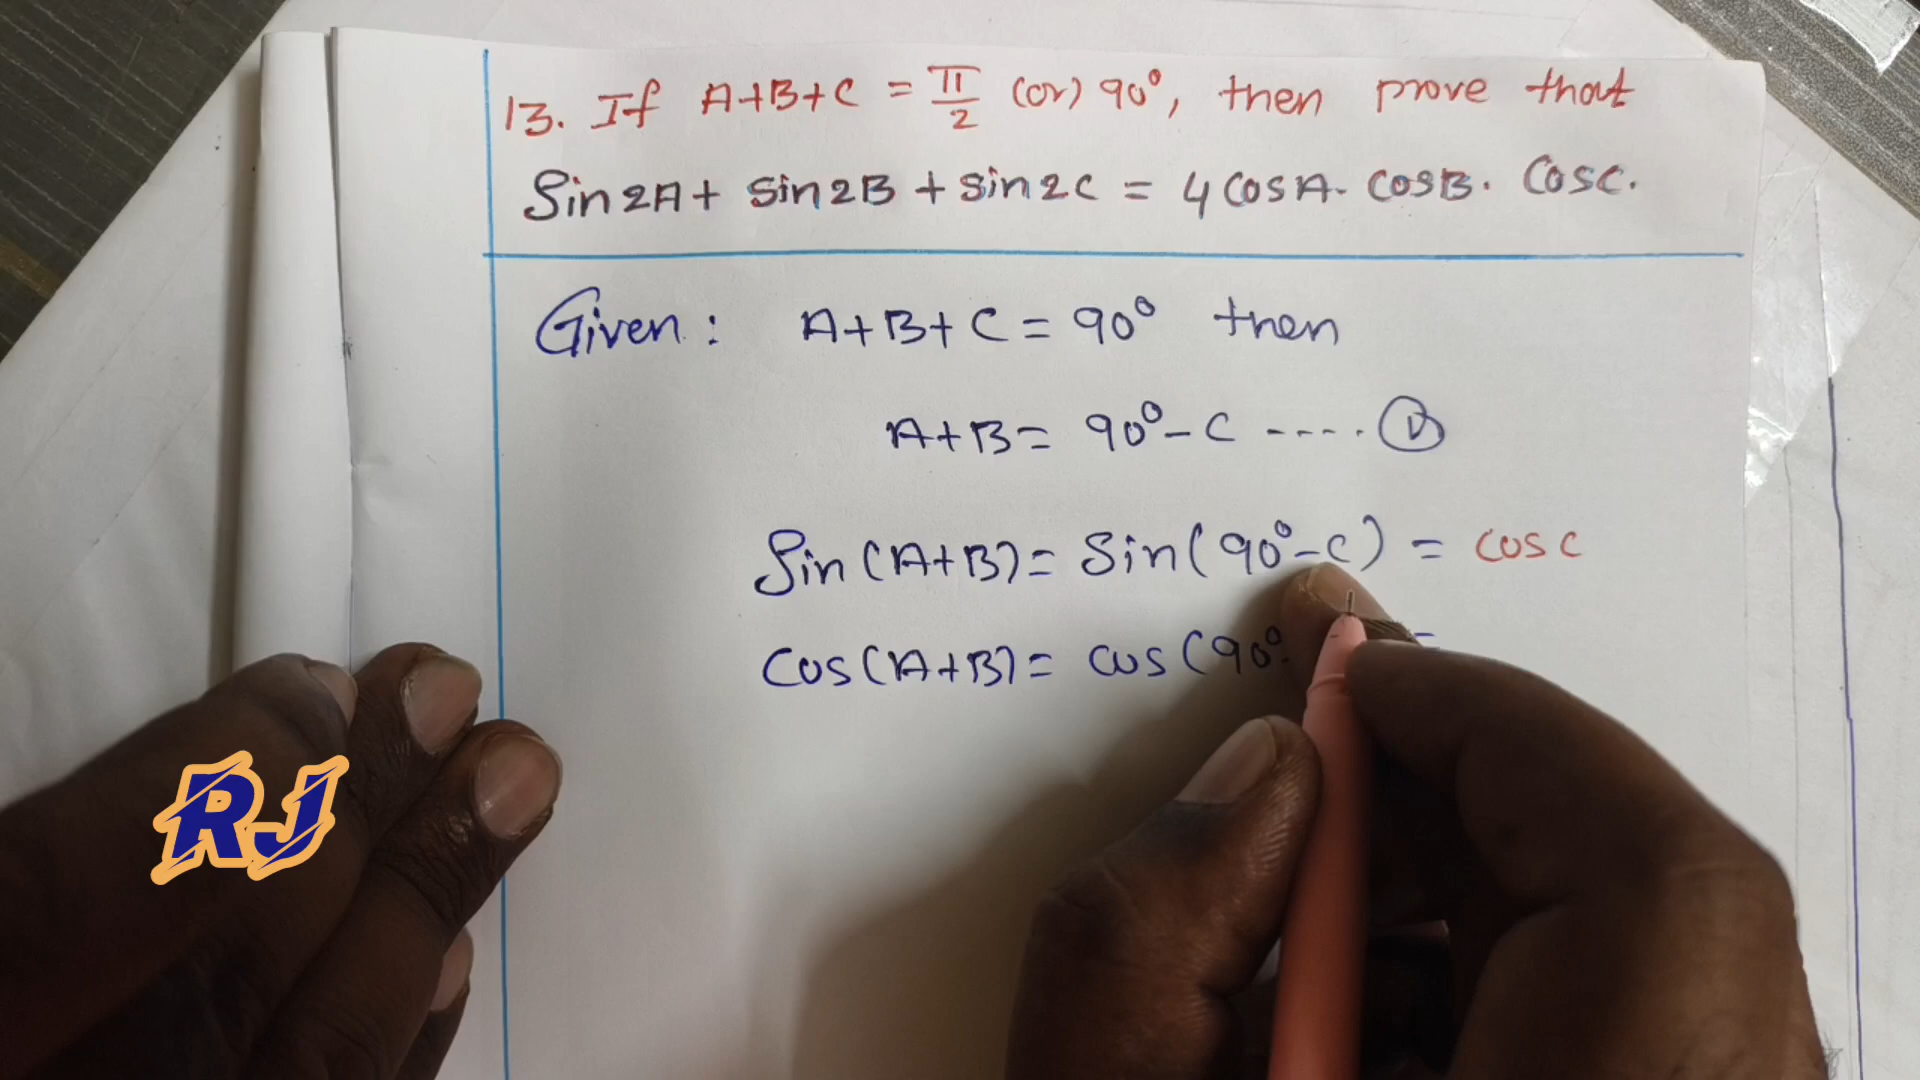 13. If A+B+C = π/2 (or) 90°, then prove that
Sin2A + Sin2B + Sin2C = 4 CosA. CosB. CosC.
Given: A+B+C = 90° then
A+B = 90°-C ---- ①
Sin(A+B) = Sin(90°-C) = cos c
Cos(A+B) = cos(90° =
RJ